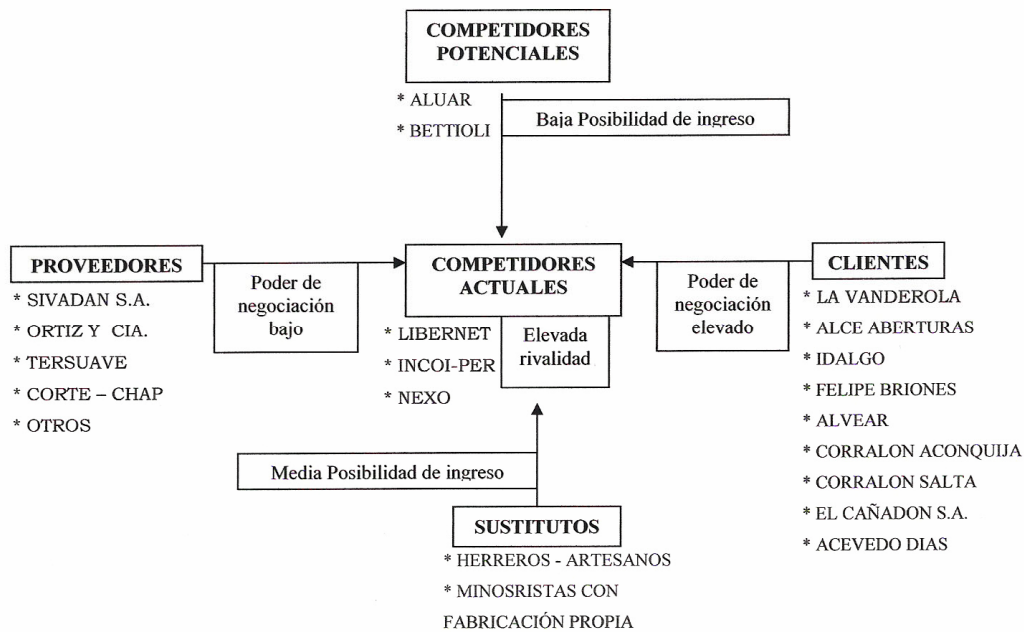 COMPETIDORES
POTENCIALES
* ALUAR
* BETTIOLI
Baja Posibilidad de ingreso
PROVEEDORES
* SIVADAN S.A.
* ORTIZ Y CIA.
* TERSUAVE
* CORTE – CHAP
* OTROS
Poder de
negociación
bajo
COMPETIDORES
ACTUALES
* LIBERNET
* INCOI-PER
* NEXO
Elevada
rivalidad
Poder de
negociación
elevado
CLIENTES
* LA VANDEROLA
* ALCE ABERTURAS
* IDALGO
* FELIPE BRIONES
* ALVEAR
* CORRALON ACONQUIJA
* CORRALON SALTA
* EL CAÑADON S.A.
* ACEVEDO DIAS
Media Posibilidad de ingreso
SUSTITUTOS
* HERREROS - ARTESANOS
* MINOSRISTAS CON
FABRICACIÓN PROPIA